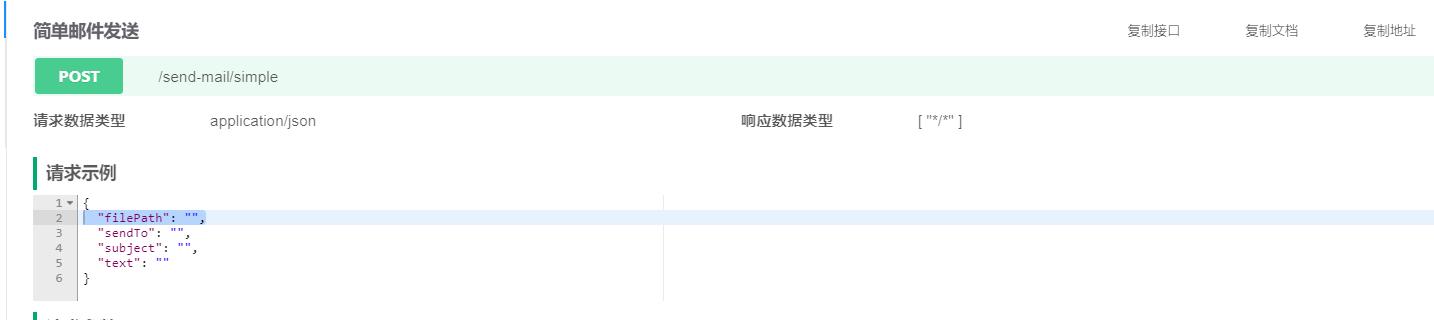 简单邮件发送 复制接口 复制文档 复制地址
POST /send-mail/simple
请求数据类型 application/json 响应数据类型 [ "*/*" ]
请求示例
1 {
2 "filePath": "",
3 "sendTo": "",
4 "subject": "",
5 "text": ""
6 }